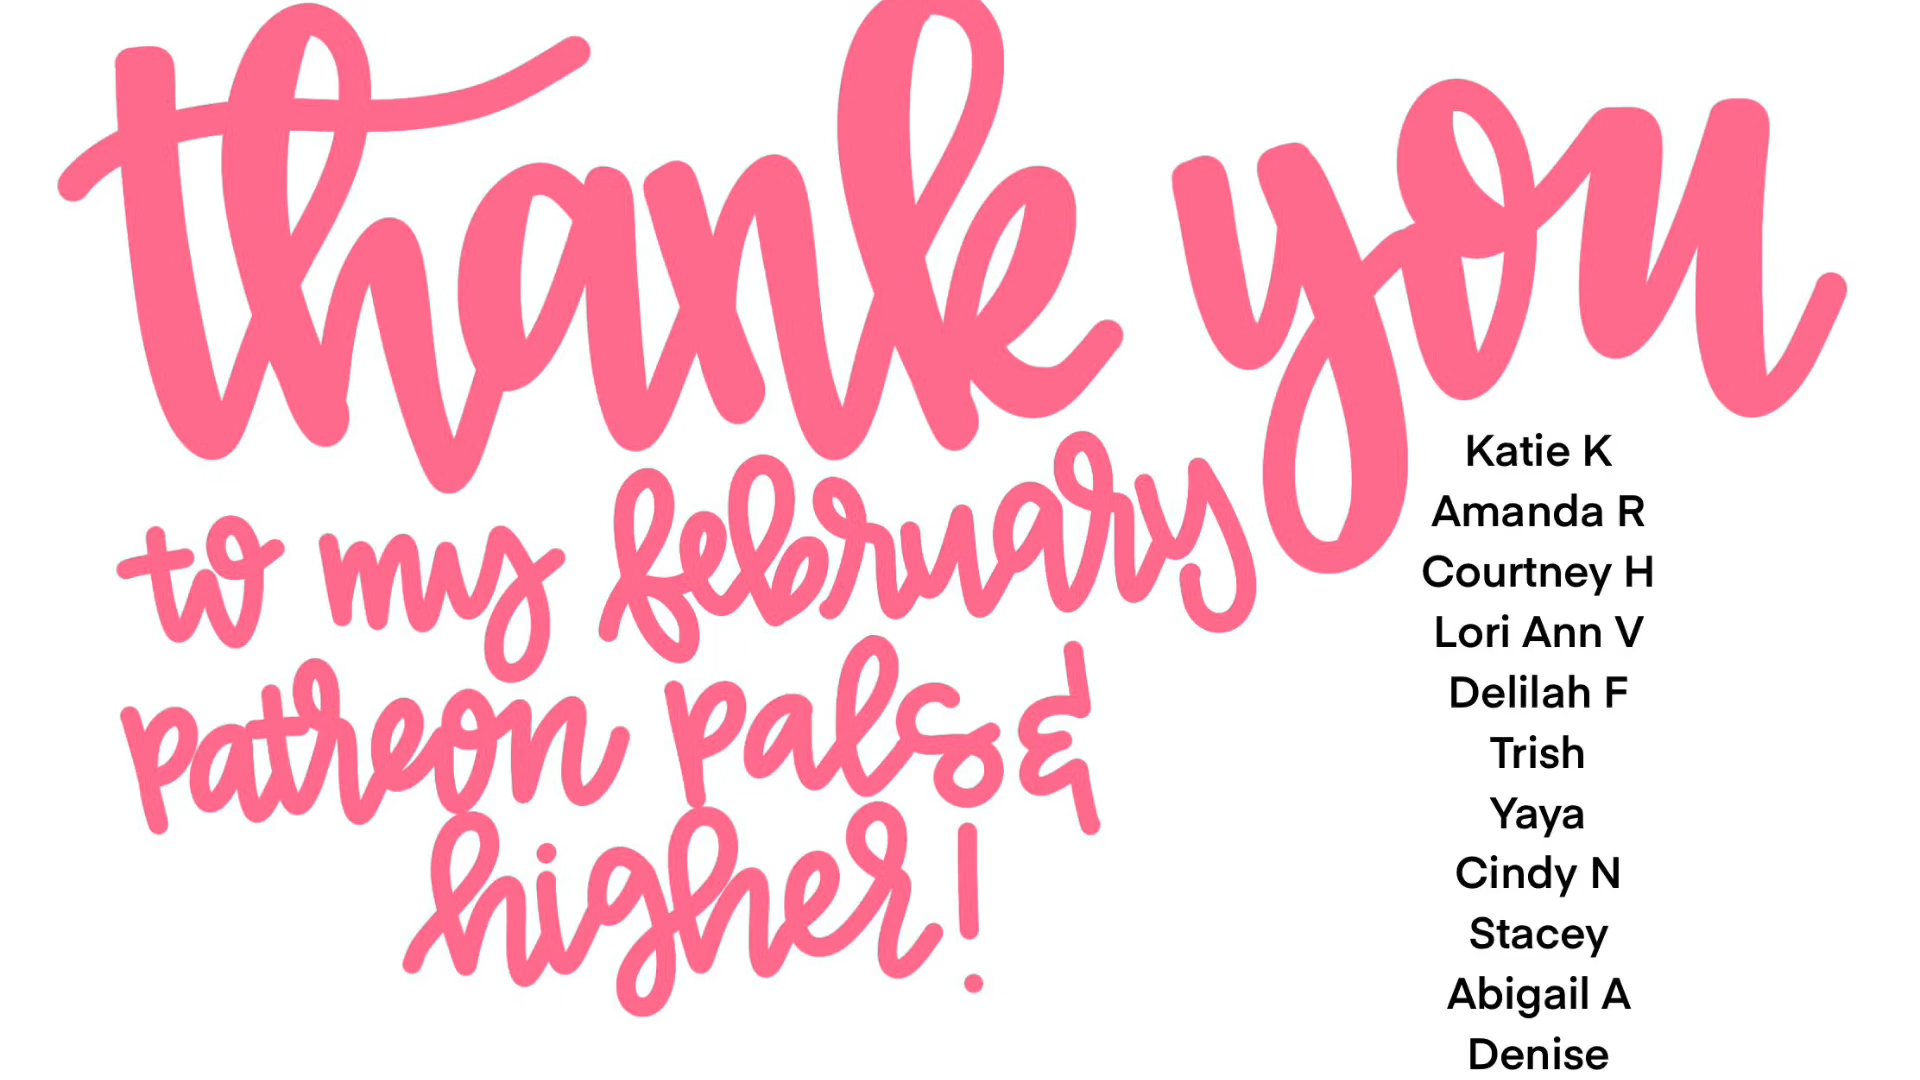 thank you
to my february
patreon pals &
higher!
Katie K
Amanda R
Courtney H
Lori Ann V
Delilah F
Trish
Yaya
Cindy N
Stacey
Abigail A
Denise